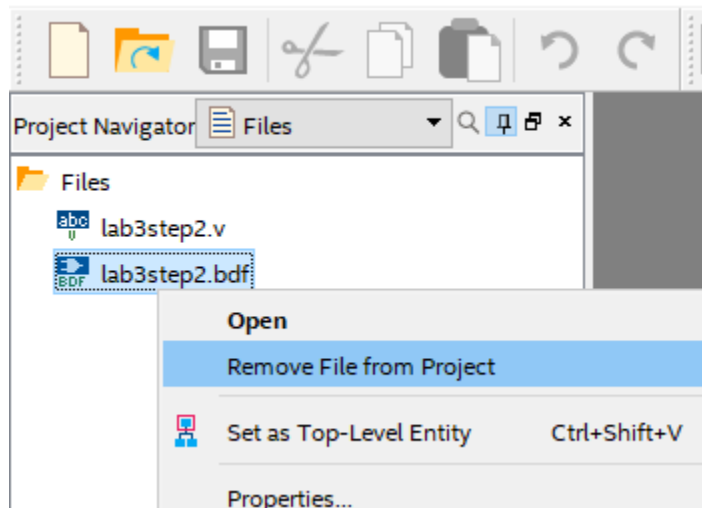 Project Navigator Files
Files
abc
lab3step2.v
BDF
lab3step2.bdf
Open
Remove File from Project
Set as Top-Level Entity Ctrl+Shift+V
Properties...